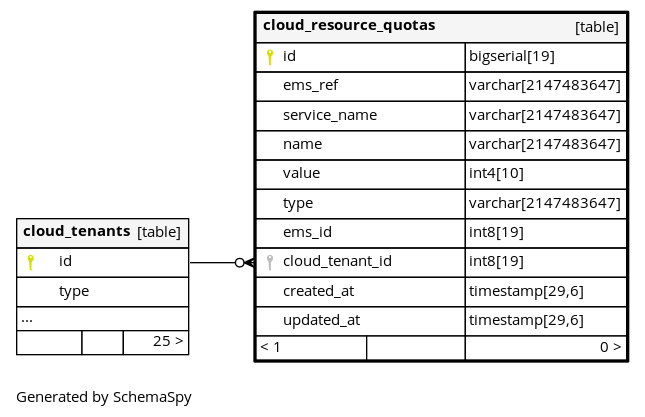 cloud_resource_quotas [table]
id bigserial[19]
ems_ref varchar[2147483647]
service_name varchar[2147483647]
name varchar[2147483647]
value int4[10]
type varchar[2147483647]
ems_id int8[19]
cloud_tenant_id int8[19]
created_at timestamp[29,6]
updated_at timestamp[29,6]
< 1 0 >
cloud_tenants [table]
id
type
...
25 >
Generated by SchemaSpy